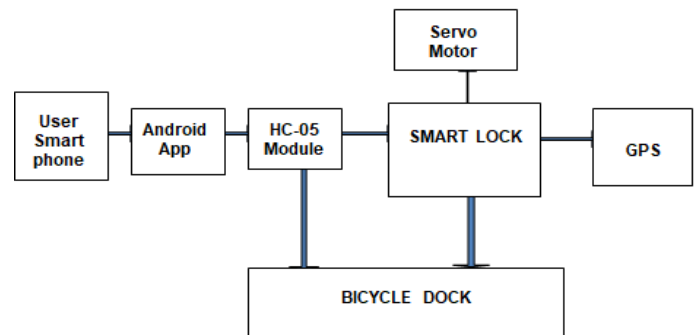 Servo
Motor
User
Smart
phone
Android
App
HC-05
Module
SMART LOCK
GPS
BICYCLE DOCK